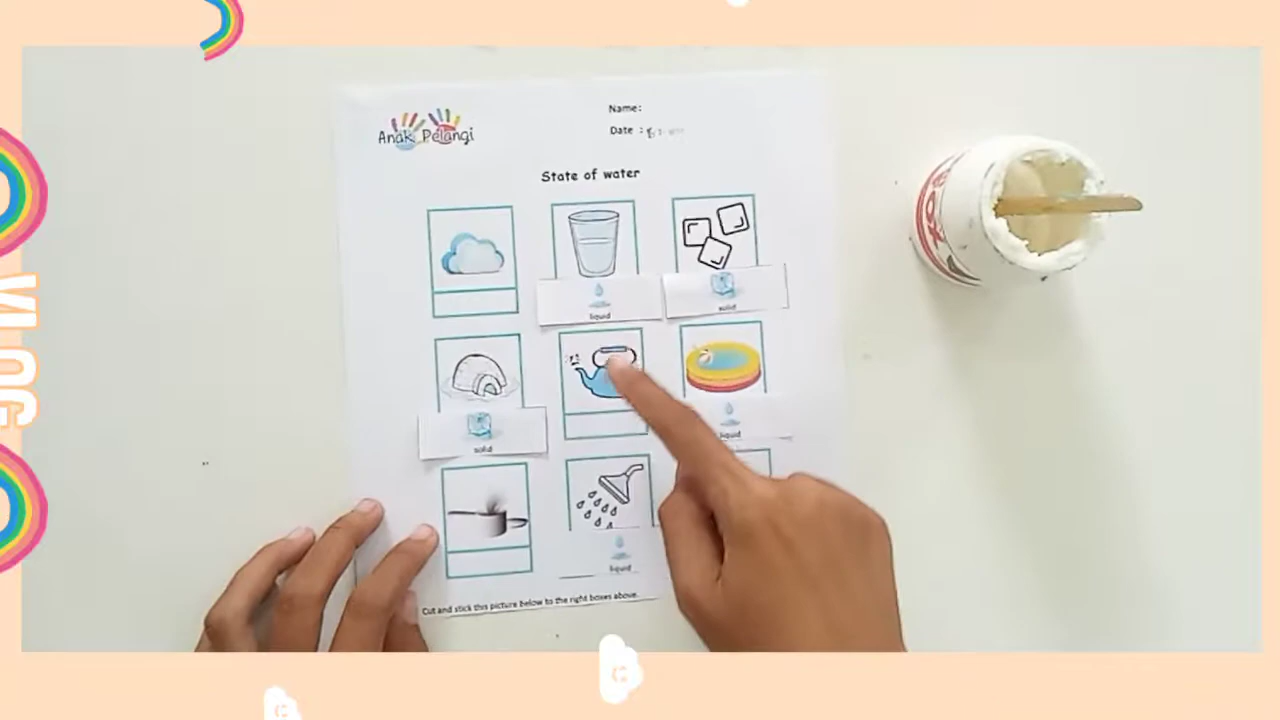 VLOG
Anak Pelangi
Name:
Date :
State of water
liquid
solid
solid
liquid
liquid
Cut and stick this picture below to the right boxes above.